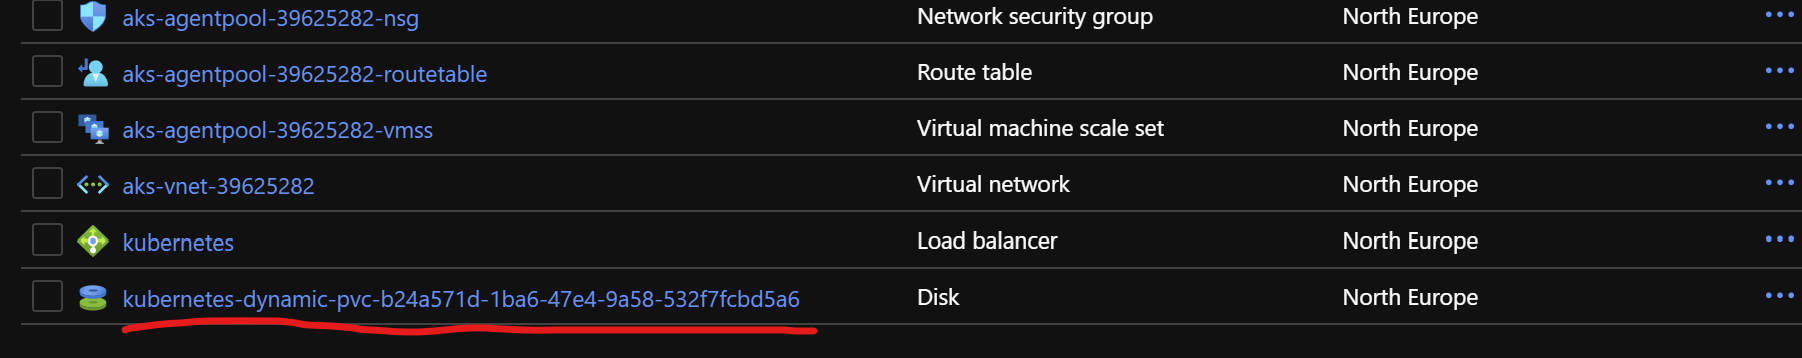 aks-agentpool-39625282-nsg Network security group North Europe
aks-agentpool-39625282-routetable Route table North Europe
aks-agentpool-39625282-vmss Virtual machine scale set North Europe
aks-vnet-39625282 Virtual network North Europe
kubernetes Load balancer North Europe
kubernetes-dynamic-pvc-b24a571d-1ba6-47e4-9a58-532f7fcbd5a6 Disk North Europe